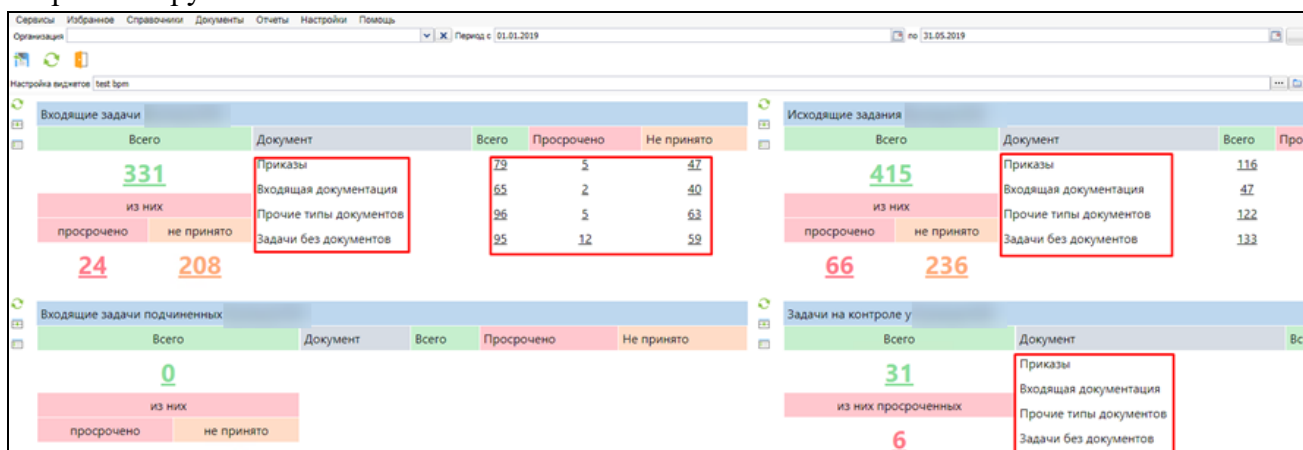 Сервисы Избранное Справочники Документы Отчеты Настройки Помощь
Организация Период с 01.01.2019 по 31.05.2019
Настройка виджетов test bpm
Входящие задачи
Всего Документ Всего Просрочено Не принято
331
из них
просрочено не принято
24 208
Приказы 79 5 47
Входящая документация 65 2 40
Прочие типы документов 96 5 63
Задачи без документов 95 12 59
Исходящие задания
Всего Документ Всего Про
415
из них
просрочено не принято
66 236
Приказы 116
Входящая документация 47
Прочие типы документов 122
Задачи без документов 133
Входящие задачи подчиненных
Всего Документ Всего Просрочено Не принято
0
из них
просрочено не принято
Задачи на контроле у
Всего Документ Вс
31
из них просроченных
6
Приказы
Входящая документация
Прочие типы документов
Задачи без документов